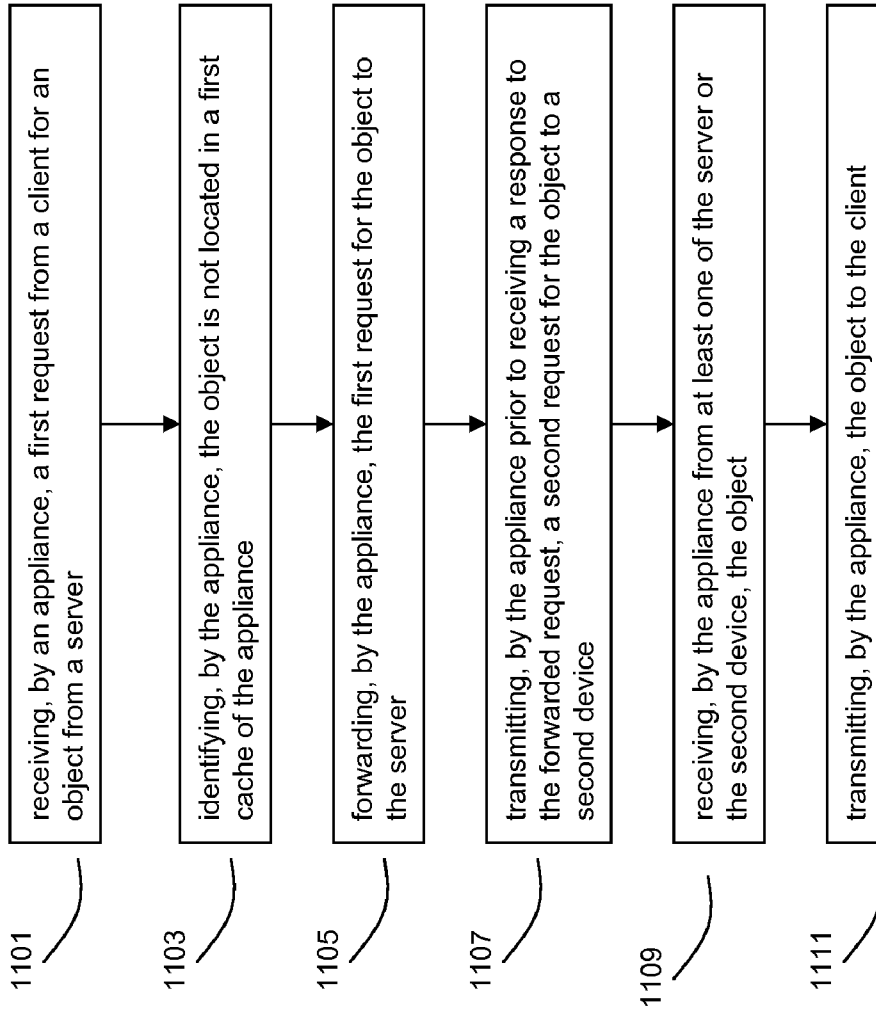 1101
receiving, by an appliance, a first request from a client for an
object from a server
1103
identifying, by the appliance, the object is not located in a first
cache of the appliance
1105
forwarding, by the appliance, the first request for the object to
the server
1107
transmitting, by the appliance prior to receiving a response to
the forwarded request, a second request for the object to a
second device
1109
receiving, by the appliance from at least one of the server or
the second device, the object
1111
transmitting, by the appliance, the object to the client